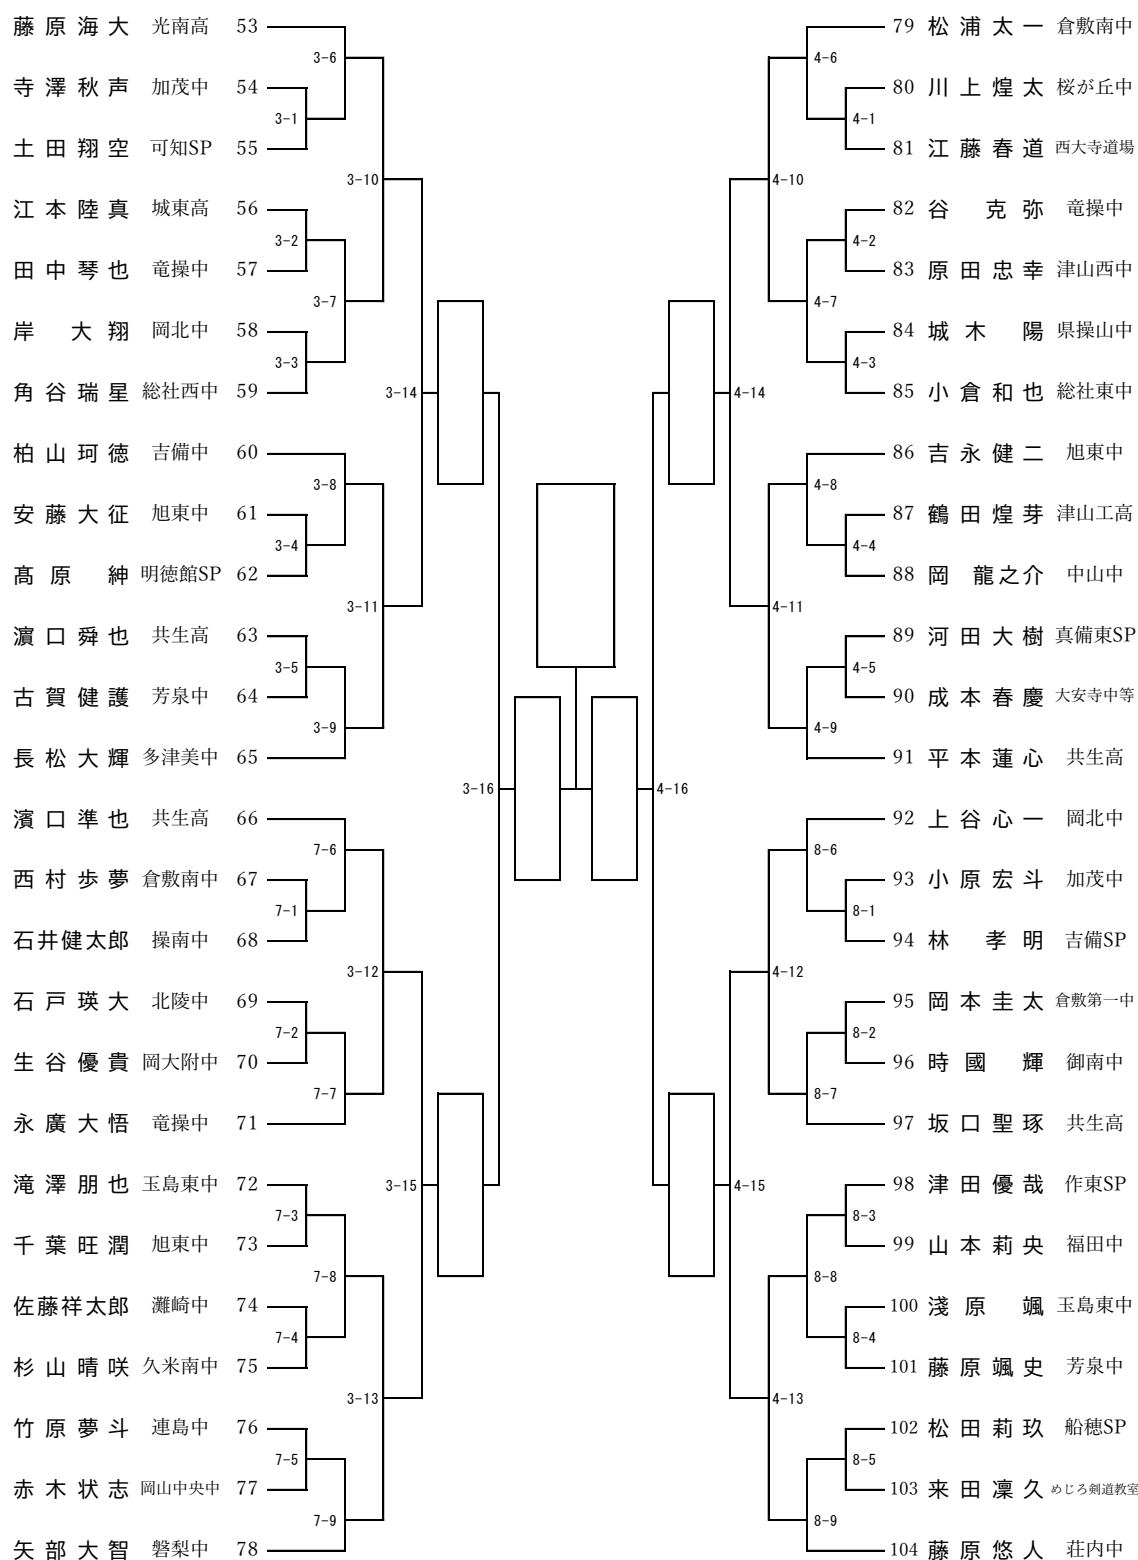 藤原海大 光南高 53
3-6
寺澤秋声 加茂中 54
3-1
土田翔空 可知SP 55
3-10
江本陸真 城東高 56
3-2
田中琴也 竜操中 57
3-7
岸 大翔 岡北中 58
3-3
角谷瑞星 総社西中 59
3-14
柏山珂徳 吉備中 60
3-8
安藤大征 旭東中 61
3-4
髙原 紳 明徳館SP 62
3-11
濵口舜也 共生高 63
3-5
古賀健護 芳泉中 64
3-9
長松大輝 多津美中 65
3-16
濵口準也 共生高 66
7-6
西村歩夢 倉敷南中 67
7-1
石井健太郎 操南中 68
3-12
石戸瑛大 北陵中 69
7-2
生谷優貴 岡大附中 70
7-7
永廣大悟 竜操中 71
滝澤朋也 玉島東中 72
3-15
7-3
千葉旺潤 旭東中 73
7-8
佐藤祥太郎 灘崎中 74
7-4
杉山晴咲 久米南中 75
3-13
竹原夢斗 連島中 76
7-5
赤木状志 岡山中央中 77
7-9
矢部大智 磐梨中 78
79 松浦太一 倉敷南中
4-6
80 川上煌太 桜が丘中
4-1
81 江藤春道 西大寺道場
4-10
82 谷 克弥 竜操中
4-2
83 原田忠幸 津山西中
4-7
84 城木 陽 県操山中
4-3
85 小倉和也 総社東中
4-14
86 吉永健二 旭東中
4-8
87 鶴田煌芽 津山工高
4-4
88 岡 龍之介 中山中
4-11
89 河田大樹 真備東SP
4-5
90 成本春慶 大安寺中等
4-9
91 平本蓮心 共生高
4-16
92 上谷心一 岡北中
8-6
93 小原宏斗 加茂中
8-1
94 林 孝明 吉備SP
4-12
95 岡本圭太 倉敷第一中
8-2
96 時國 輝 御南中
8-7
97 坂口聖琢 共生高
98 津田優哉 作東SP
4-15
8-3
99 山本莉央 福田中
8-8
100 淺原 颯 玉島東中
8-4
101 藤原颯史 芳泉中
4-13
102 松田莉玖 船穂SP
8-5
103 来田凜久 めじろ剣道教室
8-9
104 藤原悠人 荘内中